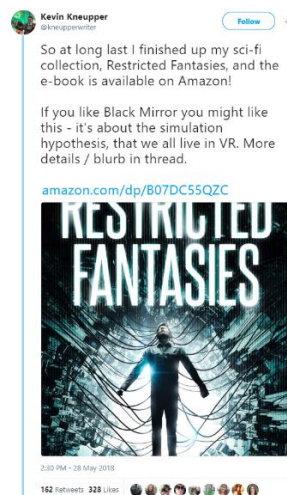 Kevin Kneupper
@kneupperwriter
Follow
So at long last I finished up my sci-fi
collection, Restricted Fantasies, and the
e-book is available on Amazon!
If you like Black Mirror you might like
this - it's about the simulation
hypothesis, that we all live in VR. More
details / blurb in thread.
amazon.com/dp/B07DC55QZC
RESTRICTED
FANTASIES
2:30 PM - 28 May 2018
162 Retweets 328 Likes